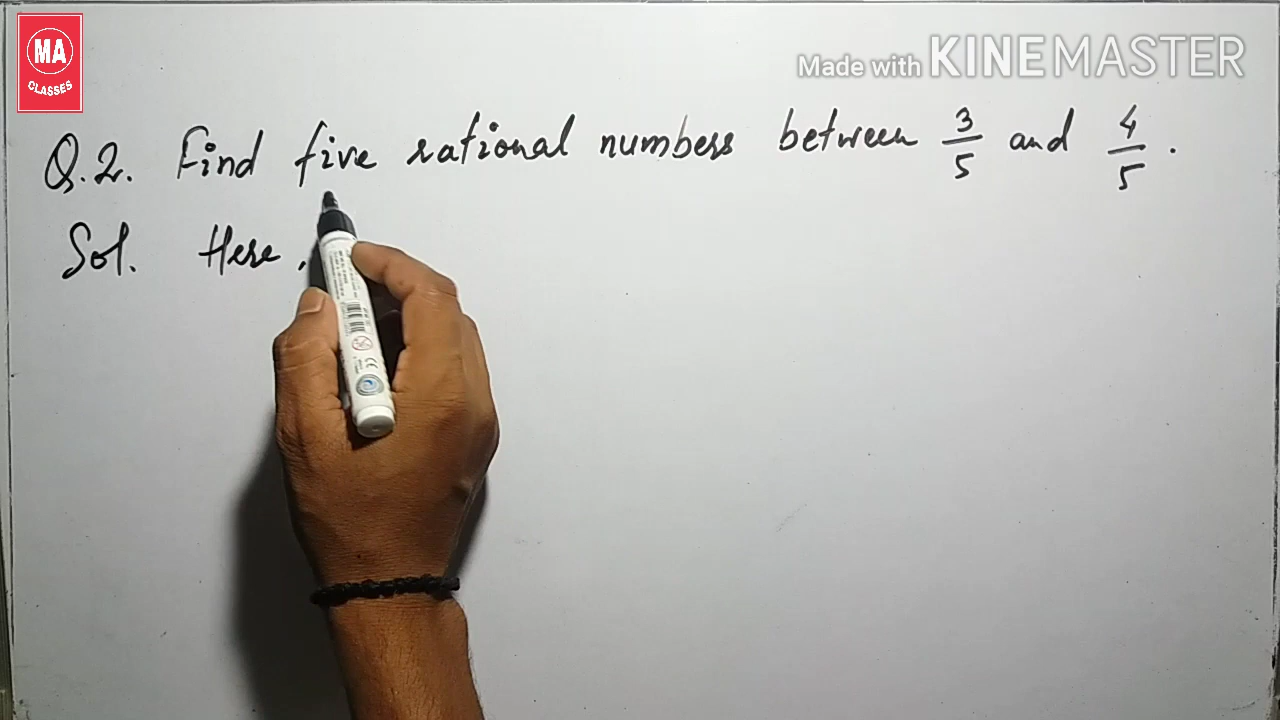 MA
CLASSES
Made with KINEMASTER
Q.2. Find five rational numbers between 3/5 and 4/5.
Sol. Here,